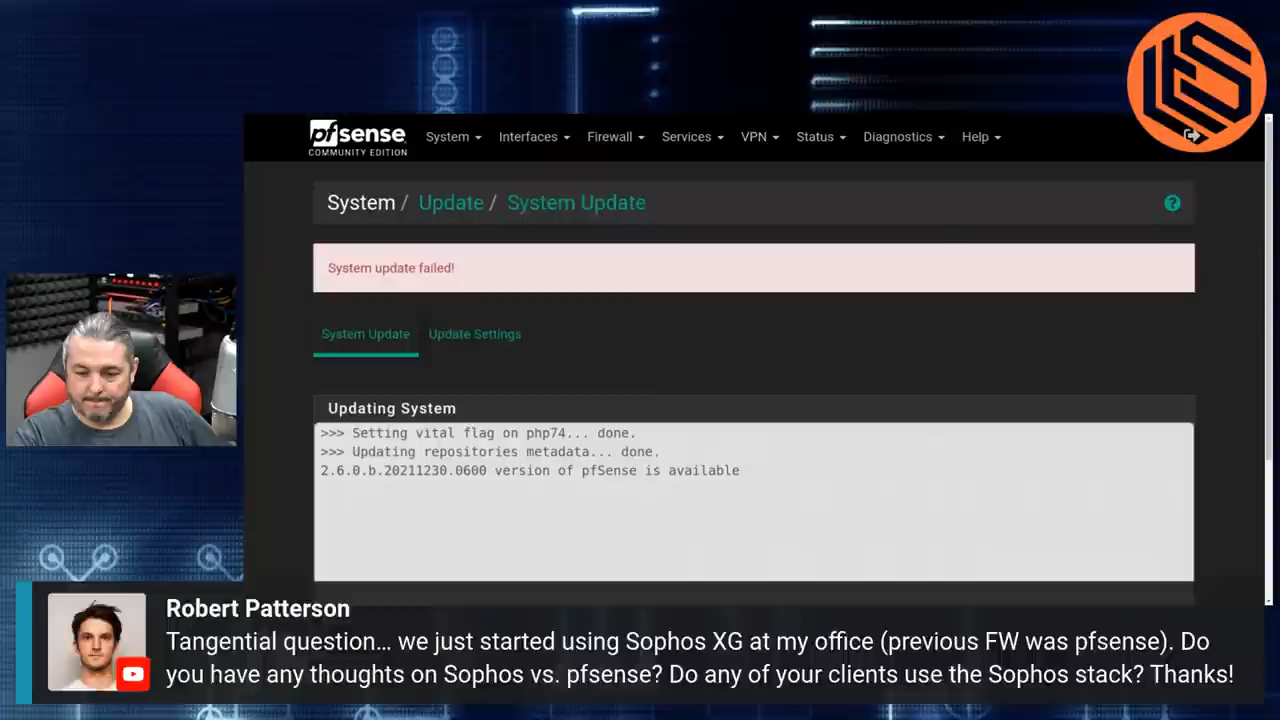 pfsense
COMMUNITY EDITION
System Interfaces Firewall Services VPN Status Diagnostics Help
System / Update / System Update
System update failed!
System Update Update Settings
Updating System
>>> Setting vital flag on php74... done.
>>> Updating repositories metadata... done.
2.6.0.b.20211230.0600 version of pfSense is available
Robert Patterson
Tangential question... we just started using Sophos XG at my office (previous FW was pfsense). Do
you have any thoughts on Sophos vs. pfsense? Do any of your clients use the Sophos stack? Thanks!